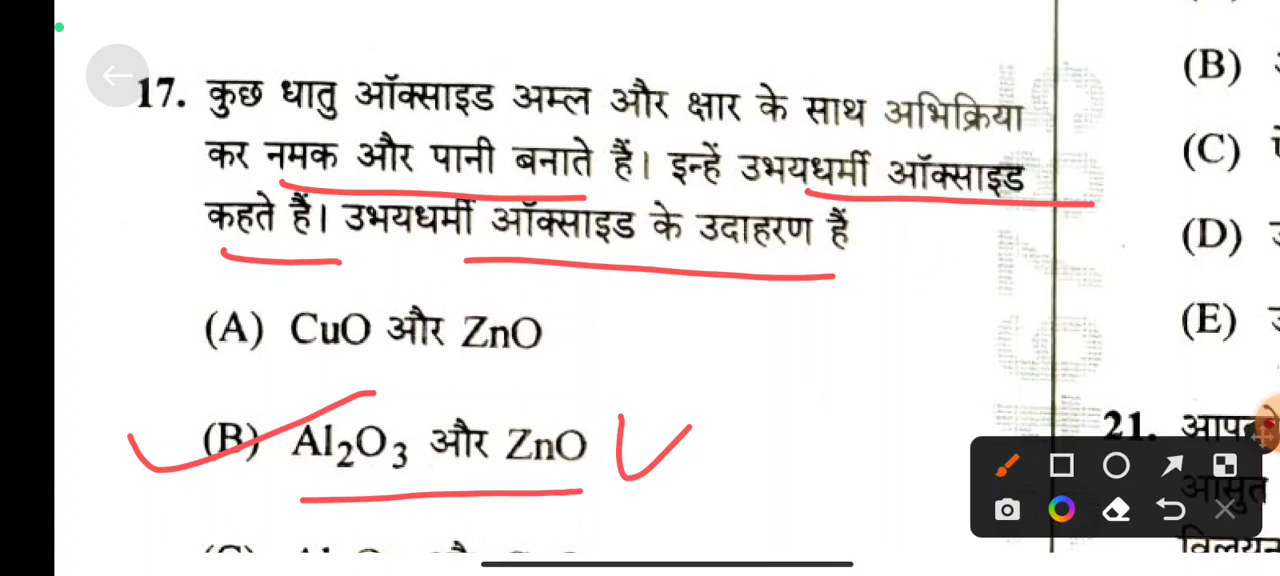 17. कुछ धातु ऑक्साइड अम्ल और क्षार के साथ अभिक्रिया
कर नमक और पानी बनाते हैं। इन्हें उभयधर्मी ऑक्साइड
कहते हैं। उभयधर्मी ऑक्साइड के उदाहरण हैं
(A) CuO और ZnO
(B) Al₂O₃ और ZnO
(B)
(C)
(D)
(E)
21.